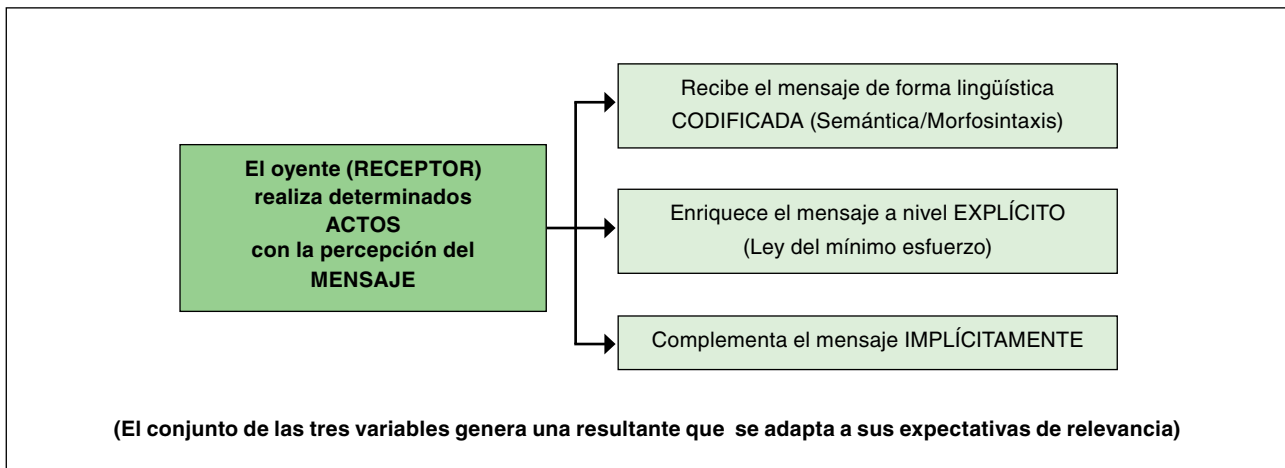 El oyente (RECEPTOR)
realiza determinados
ACTOS
con la percepción del
MENSAJE
Recibe el mensaje de forma lingüística
CODIFICADA (Semántica/Morfosintaxis)
Enriquece el mensaje a nivel EXPLÍCITO
(Ley del mínimo esfuerzo)
Complementa el mensaje IMPLÍCITAMENTE
(El conjunto de las tres variables genera una resultante que se adapta a sus expectativas de relevancia)